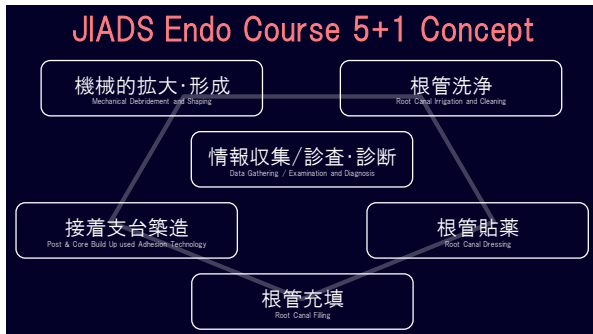 JIADS Endo Course 5+1 Concept
機械的拡大・形成
Mechanical Debridement and Shaping
根管洗浄
Root Canal Irrigation and Cleaning
情報収集/診査・診断
Data Gathering / Examination and Diagnosis
接着支台築造
Post & Core Build Up used Adhesion Technology
根管貼薬
Root Canal Dressing
根管充填
Root Canal Filling